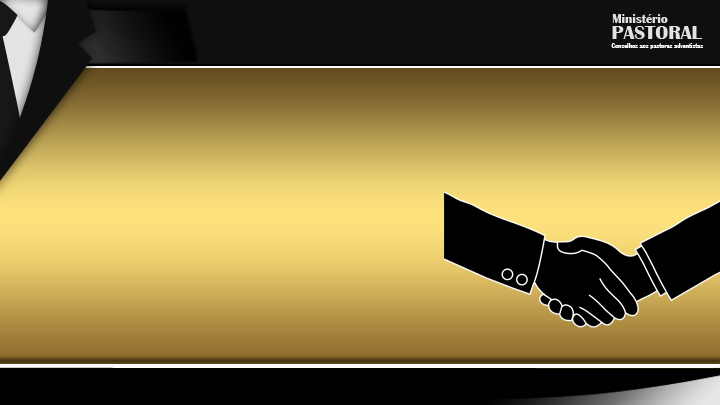 Ministério
PASTORAL
Conselhos aos pastores adventistas